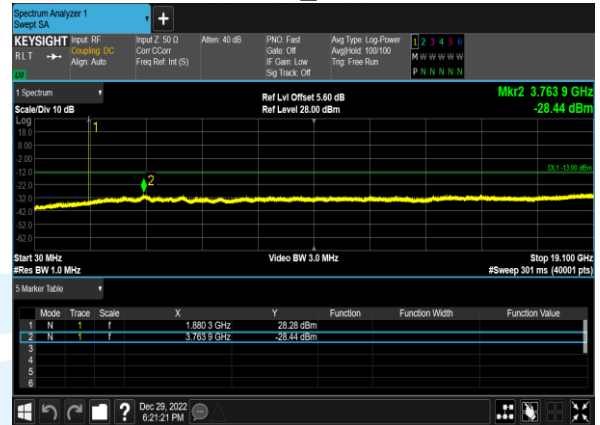 Spectrum Analyzer 1
Swept SA
KEYSIGHT
RLT
LVI
Input: RF
Coupling: DC
Align: Auto
Input Z: 50 Ω
Corr CCorr
Freq Ref: Int (S)
Atten: 40 dB
PNO: Fast
Gate: Off
IF Gain: Low
Sig Track: Off
Avg Type: Log-Power
Avg|Hold: 100/100
Trig: Free Run
1 2 3 4 5 6
M W W W W W
P N N N N N
1 Spectrum
Scale/Div 10 dB
Log
Ref Lvl Offset 5.60 dB
Ref Level 28.00 dBm
Mkr2 3.763 9 GHz
-28.44 dBm
18.0
8.00
-2.00
-12.0
-22.0
-32.0
-42.0
-52.0
-62.0
1
2
DL1 -13.00 dBm
Start 30 MHz
#Res BW 1.0 MHz
Video BW 3.0 MHz
Stop 19.100 GHz
#Sweep 301 ms (40001 pts)
5 Marker Table
Mode Trace Scale X Y Function Function Width Function Value
1 N 1 f 1.880 3 GHz 28.28 dBm
2 N 1 f 3.763 9 GHz -28.44 dBm
3
4
5
6
?
Dec 29, 2022
6:21:21 PM